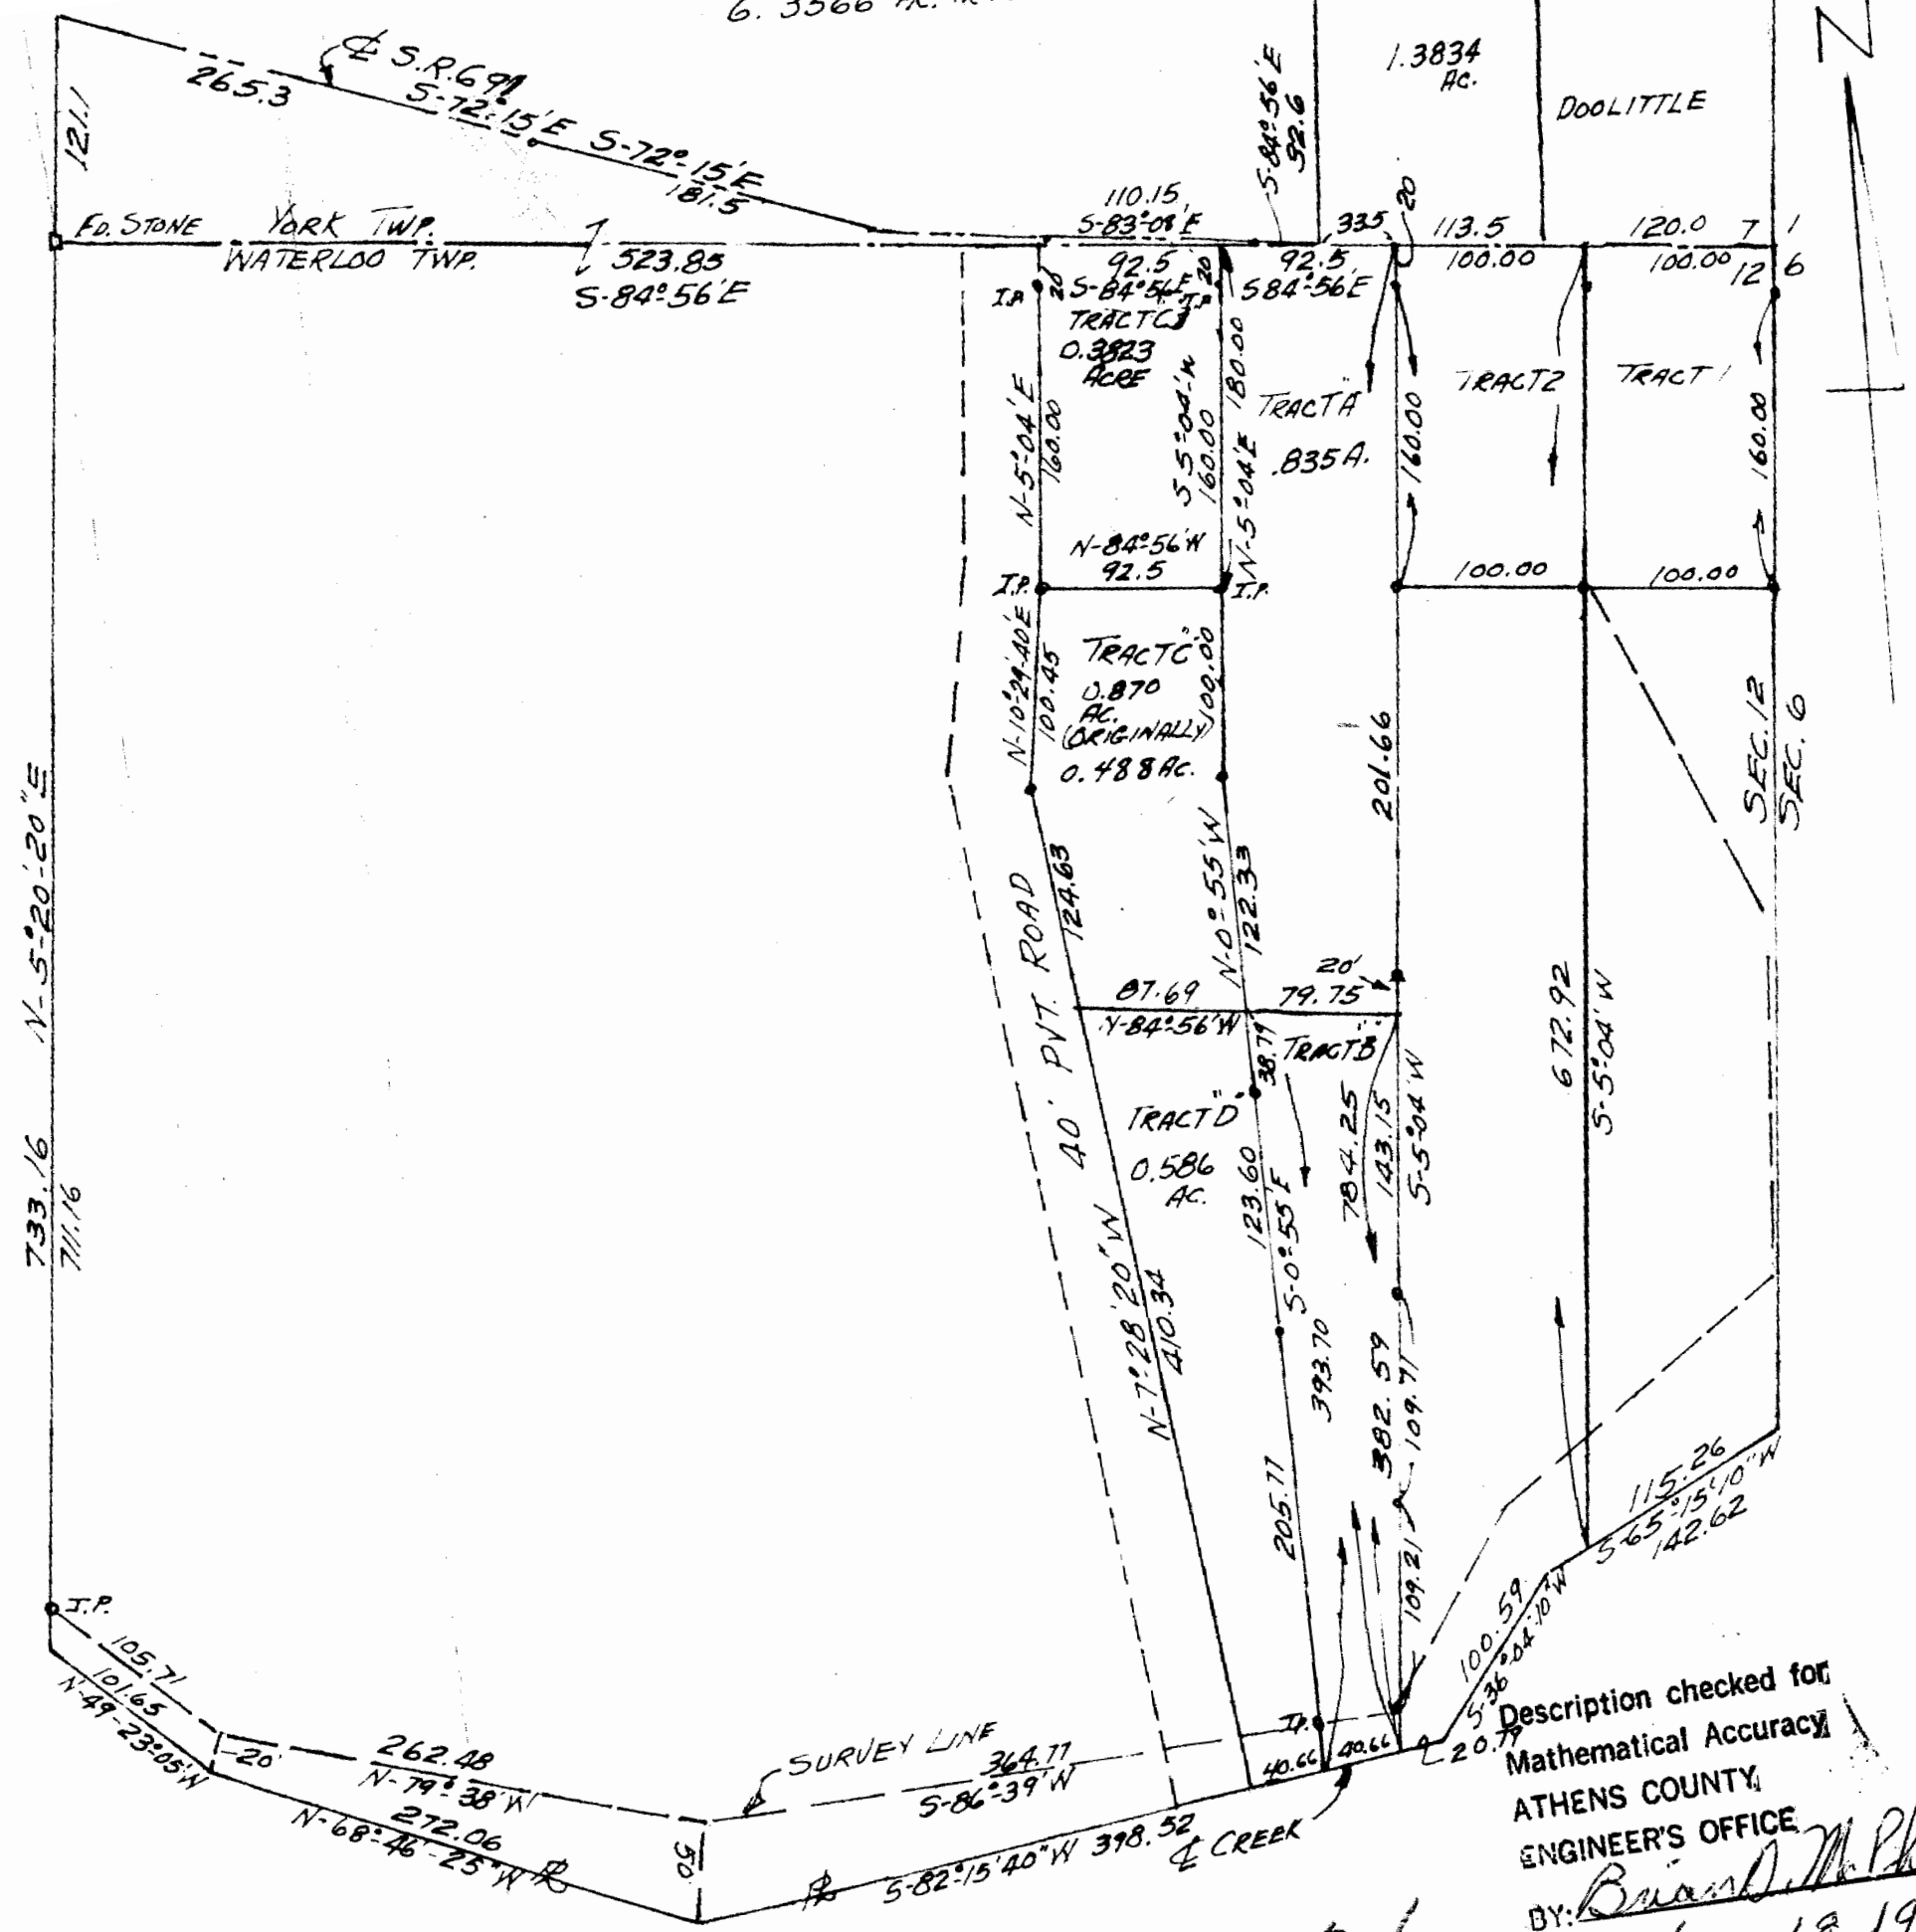 6. 3566 AC.
℄ S.R. 691
S-72°-15'E
265.3
121.1
S-72°-15'E
181.5
FD. STONE
YORK TWP.
WATERLOO TWP.
523.85
S-84°-56'E
110.15
S-83°-08'E
S-84°-56'E
92.6
1.3834
AC.
DOOLITTLE
N
33.5
20
113.5
120.0
7 1
12 6
92.5
S-84°-56'E
20
20
92.5
S84°-56'E
100.00
100.00
I.P.
I.P.
TRACT C
0.3823
ACRE
N-5°-04'E
160.00
S 5°-04'-W
160.00
N-5°-04'E 180.00
TRACT A"
.835A.
160.00
TRACT 2
TRACT 1
160.00
N-84°-56'W
92.5
I.P.
I.P.
100.00
100.00
N-10°-29'-40"E
100.45
TRACT C"
0.870
AC.
(ORIGINALLY)
0.488 AC.
100.00
201.66
SEC. 12
SEC. 6
N-5°-20'-20"E
733.16
711.16
40' PVT. ROAD
124.63
N-0°-55'W
122.33
87.69
N-84°-56'W
20'
79.75
TRACT B"
38.79
TRACT D"
0.586
AC.
123.60
S-0°-55'E
393.70
784.25
143.15
S-5°-04'W
672.92
S-5°-04'W
N-7°-28'20"W
410.34
205.77
382.59
109.71
109.21
115.26
S-65°-15'-10"W
142.62
100.59
S-36°-04'-10"W
I.P.
105.71
101.65
N-49-23°-05'W
20'
262.48
N-79°-38'W
272.06
N-68°-46'-25"W
SURVEY LINE
364.77
S-86°-39'W
50'
S-82°-15'40"W 398.52
℄ CREEK
I.P.
40.66
40.66
20.79
Description checked for
Mathematical Accuracy
ATHENS COUNTY
ENGINEER'S OFFICE
BY: Brian D.